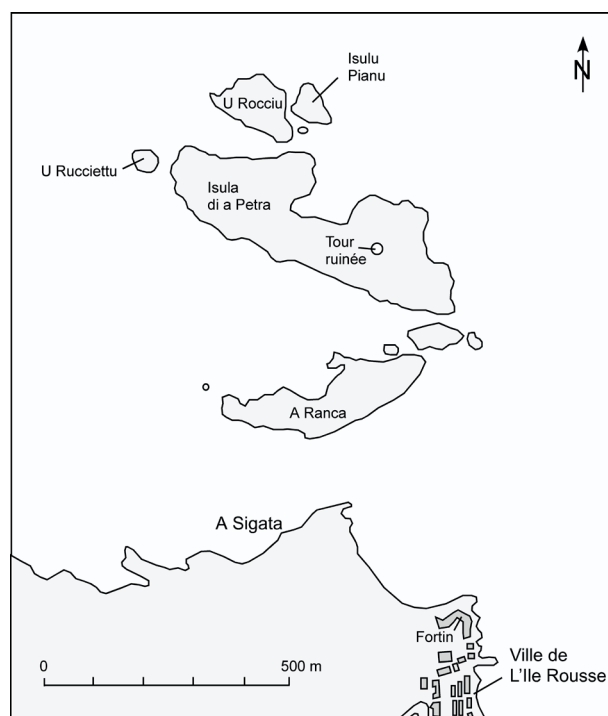 Isulu
Pianu
N
U Rocciu
U Rucciettu
Isula
di a Petra
Tour
ruinée
A Ranca
A Sigata
Fortin
Ville de
L'Ile Rousse
0 500 m